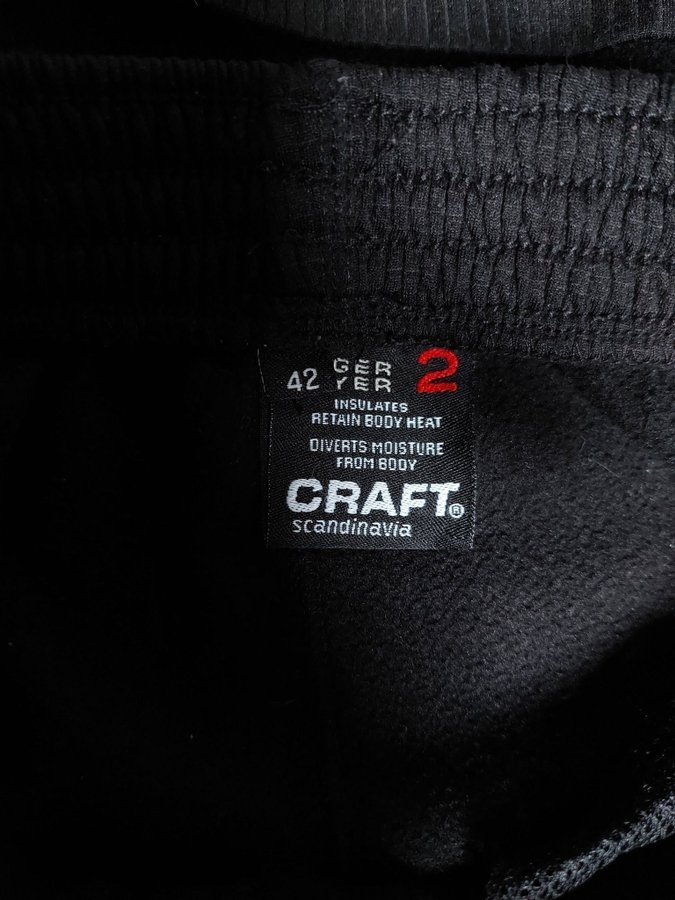 42 GER YER 2
INSULATES
RETAIN BODY HEAT
DIVERTS MOISTURE
FROM BODY
CRAFT®
scandinavia